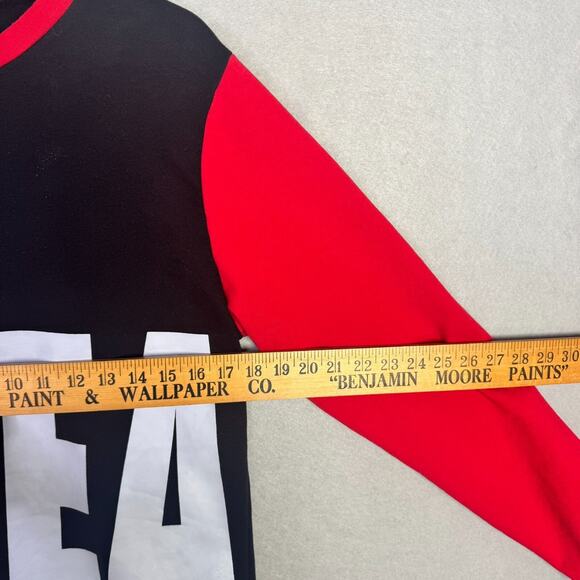 10 11 12 13 14 15 16 17 18 19 20 21 22 23 24 25 26 27 28 29 30
PAINT & WALLPAPER CO. "BENJAMIN MOORE PAINTS"
EA